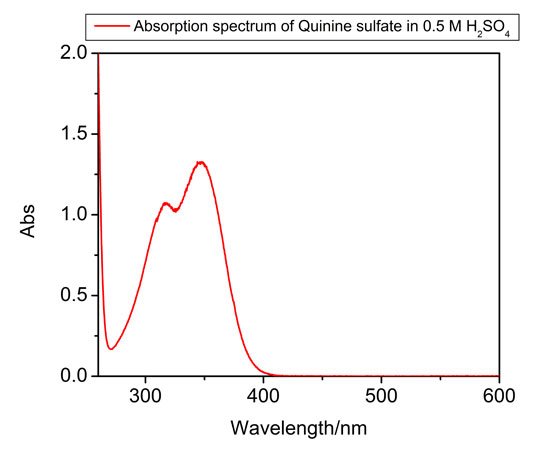 Absorption spectrum of Quinine sulfate in 0.5 M H₂SO₄
2.0
1.5
1.0
0.5
0.0
Abs
300 400 500 600
Wavelength/nm